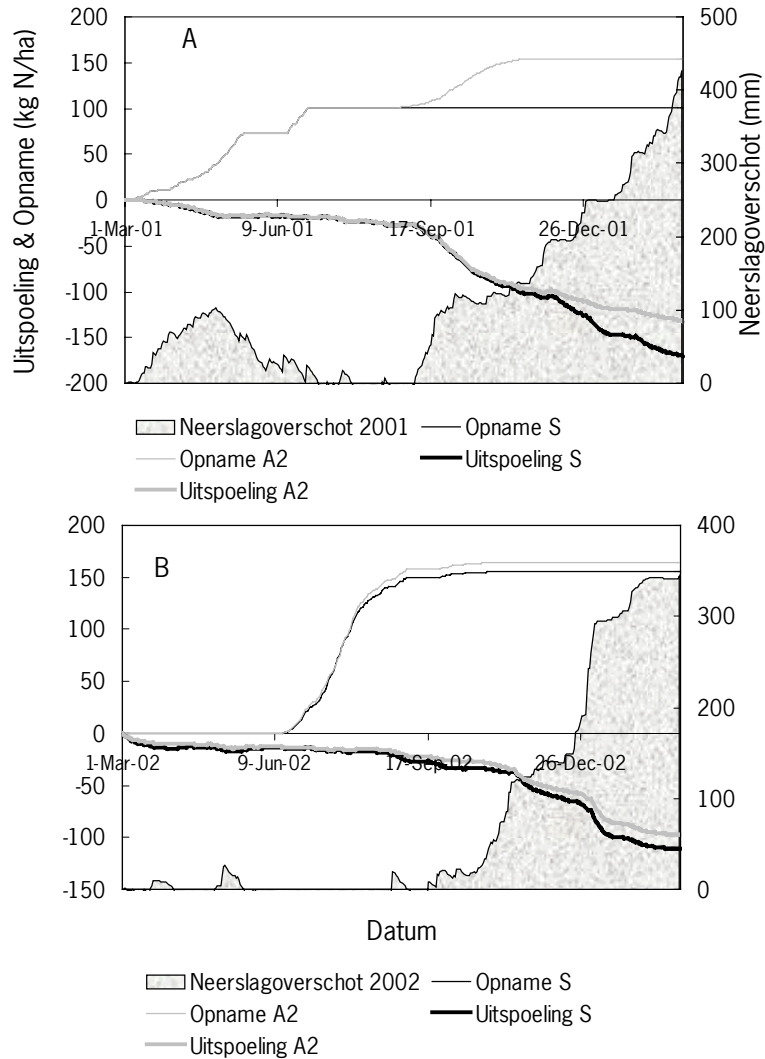 Uitspoeling & Opname (kg N/ha)
Neerslagoverschot (mm)
A
200
150
100
50
0
-50
-100
-150
-200
500
400
300
200
100
0
1-Mar-01
9-Jun-01
17-Sep-01
26-Dec-01
Neerslagoverschot 2001
Opname S
Opname A2
Uitspoeling S
Uitspoeling A2
B
200
150
100
50
0
-50
-100
-150
400
300
200
100
0
1-Mar-02
9-Jun-02
17-Sep-02
26-Dec-02
Datum
Neerslagoverschot 2002
Opname S
Opname A2
Uitspoeling S
Uitspoeling A2